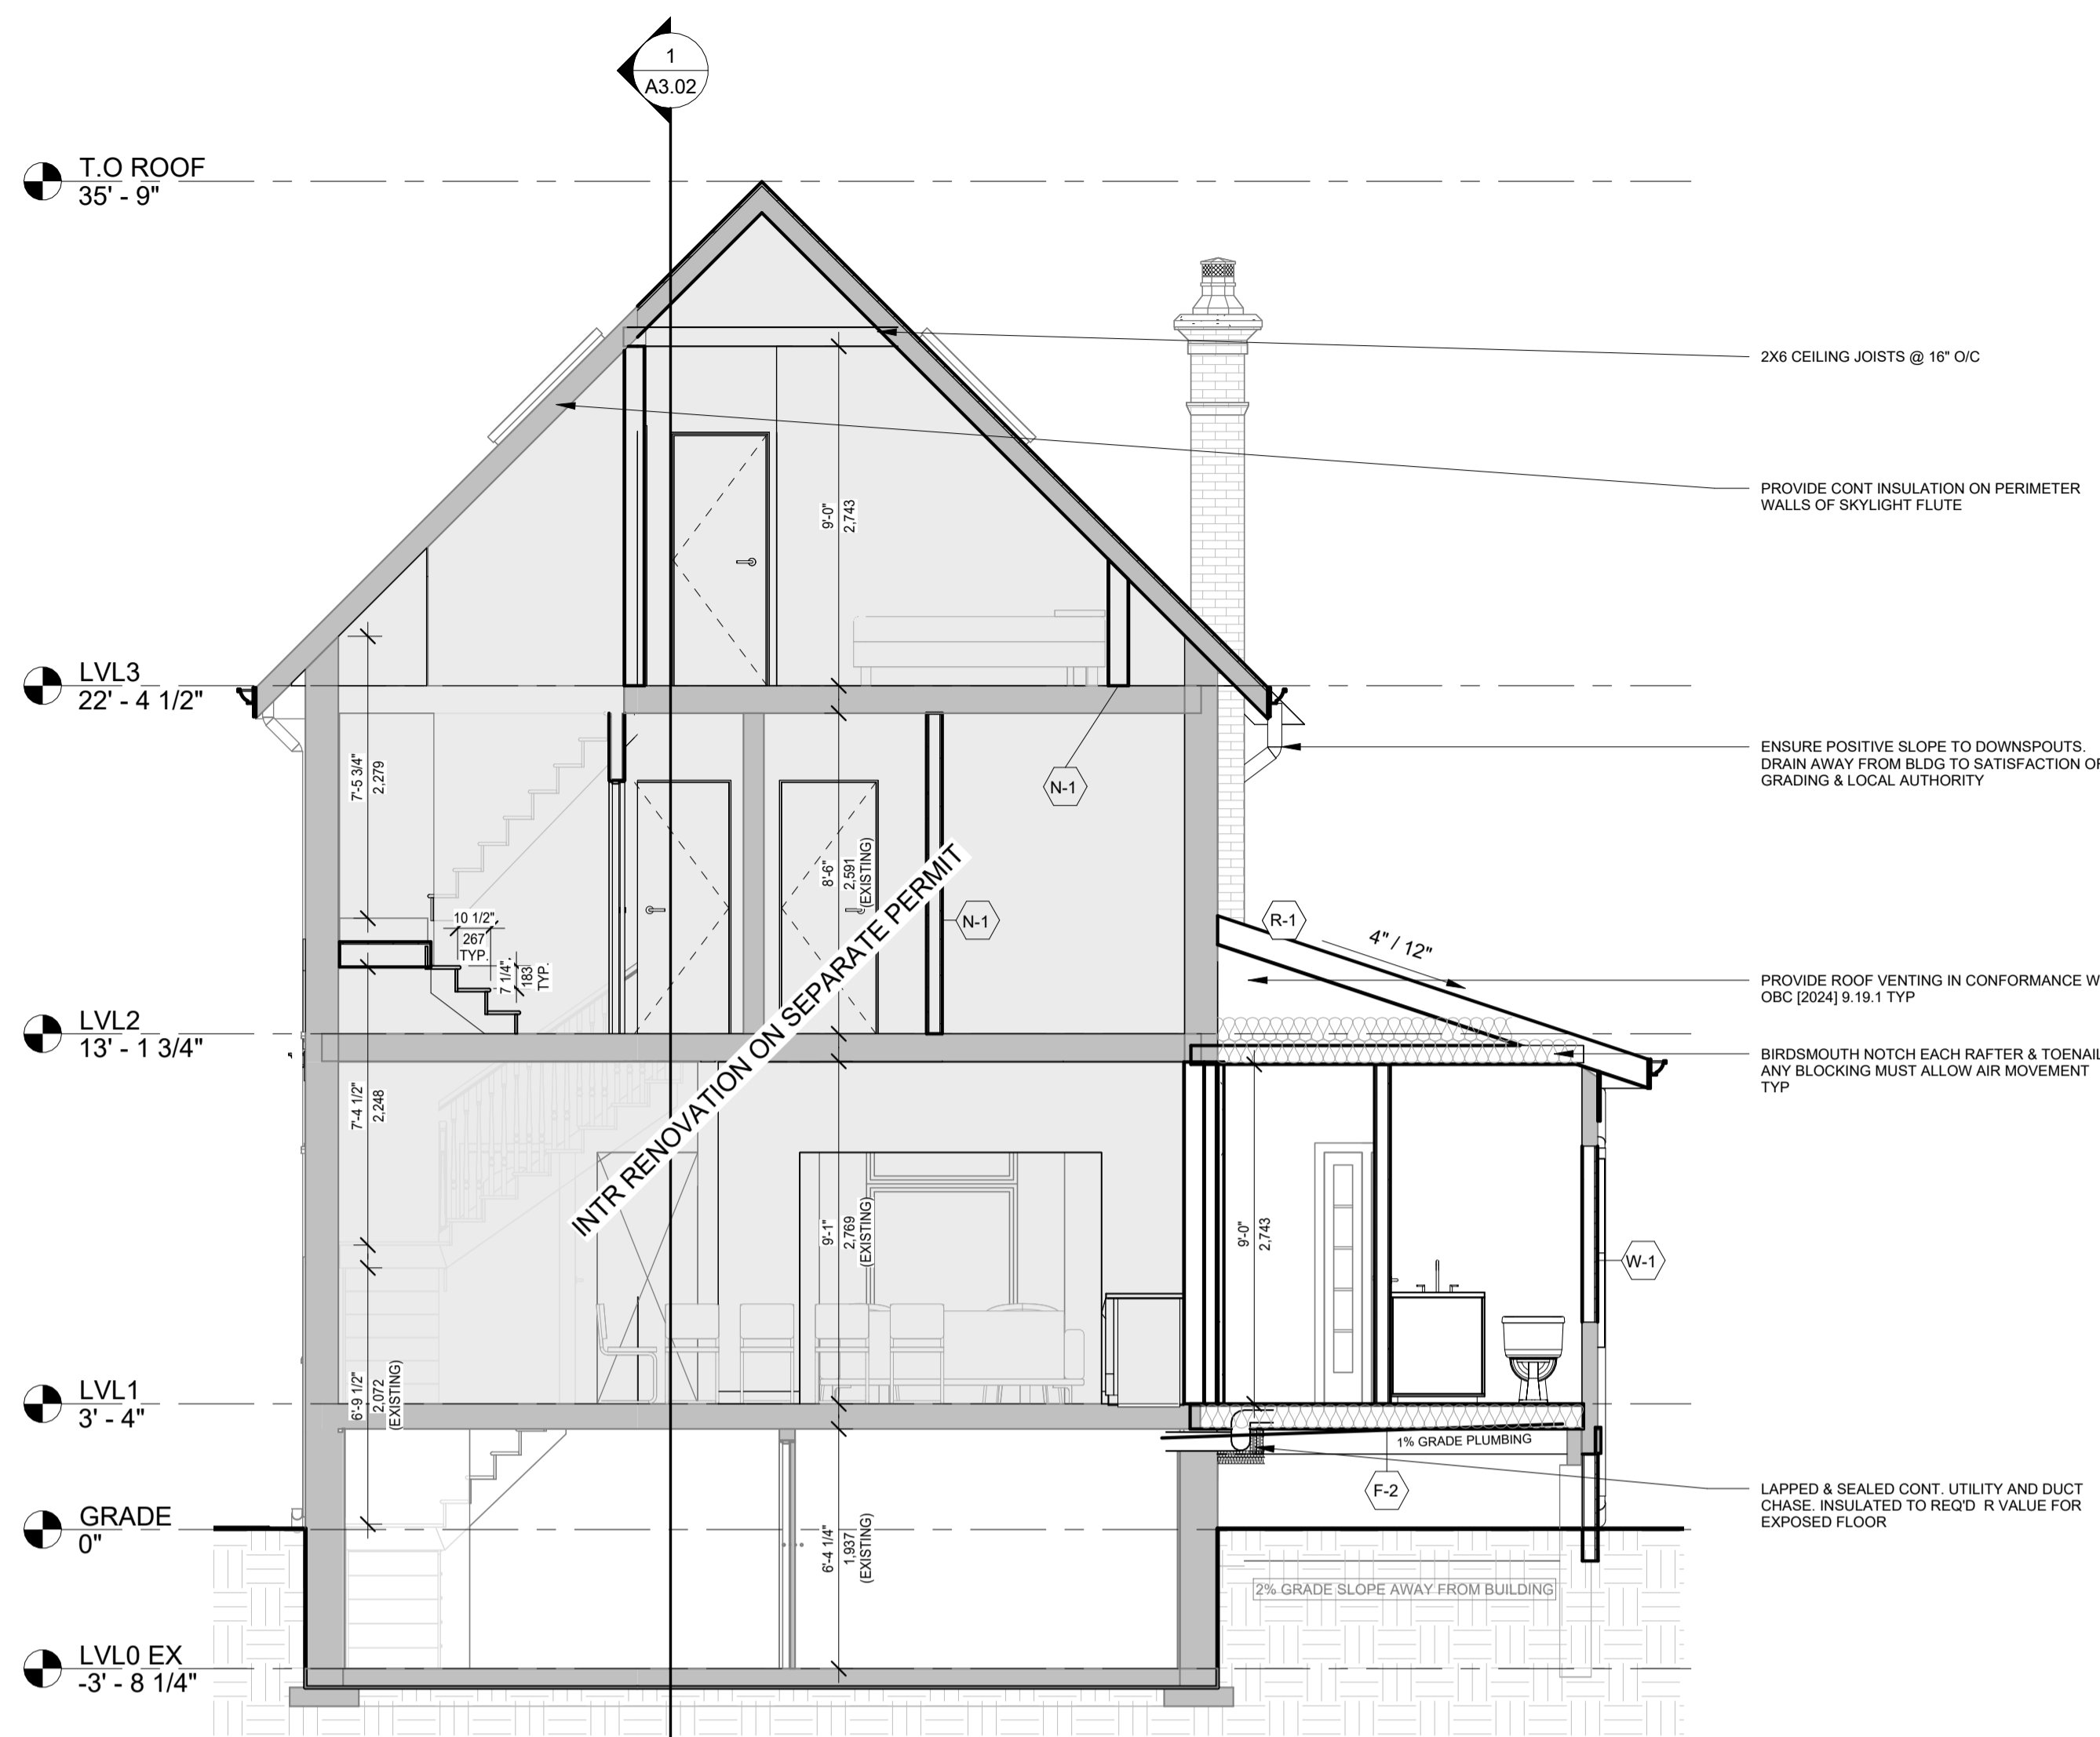 1
A3.02
T.O ROOF
35' - 9"
2X6 CEILING JOISTS @ 16" O/C
PROVIDE CONT INSULATION ON PERIMETER
WALLS OF SKYLIGHT FLUTE
9'-0"
2,743
LVL3
22' - 4 1/2"
ENSURE POSITIVE SLOPE TO DOWNSPOUTS.
DRAIN AWAY FROM BLDG TO SATISFACTION OF
GRADING & LOCAL AUTHORITY
7'-5 3/4"
2,279
N-1
8'-6"
2,591
(EXISTING)
N-1
10 1/2"
267
TYP.
7 1/4"
183
TYP.
R-1
4" / 12"
PROVIDE ROOF VENTING IN CONFORMANCE W
OBC [2024] 9.19.1 TYP
LVL2
13' - 1 3/4"
BIRDSMOUTH NOTCH EACH RAFTER & TOENAIL
ANY BLOCKING MUST ALLOW AIR MOVEMENT
TYP
INTR RENOVATION ON SEPARATE PERMIT
7'-4 1/2"
2,248
9'-1"
2,769
(EXISTING)
9'-0"
2,743
W-1
6'-9 1/2"
2,072
(EXISTING)
LVL1
3' - 4"
1% GRADE PLUMBING
F-2
LAPPED & SEALED CONT. UTILITY AND DUCT
CHASE. INSULATED TO REQ'D R VALUE FOR
EXPOSED FLOOR
GRADE
0"
6'-4 1/4"
1,937
(EXISTING)
2% GRADE SLOPE AWAY FROM BUILDING
LVL0 EX
-3' - 8 1/4"